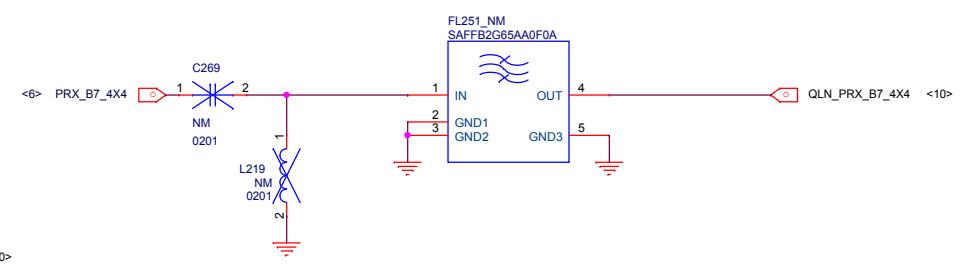 FL251_NM
SAFFB2G65AA0F0A
C269
<6> PRX_B7_4X4
1
2
NM
0201
1
IN
OUT
4
QLN_PRX_B7_4X4 <10>
2
GND1
3
GND2
GND3
5
1
L219
NM
0201
2
0>